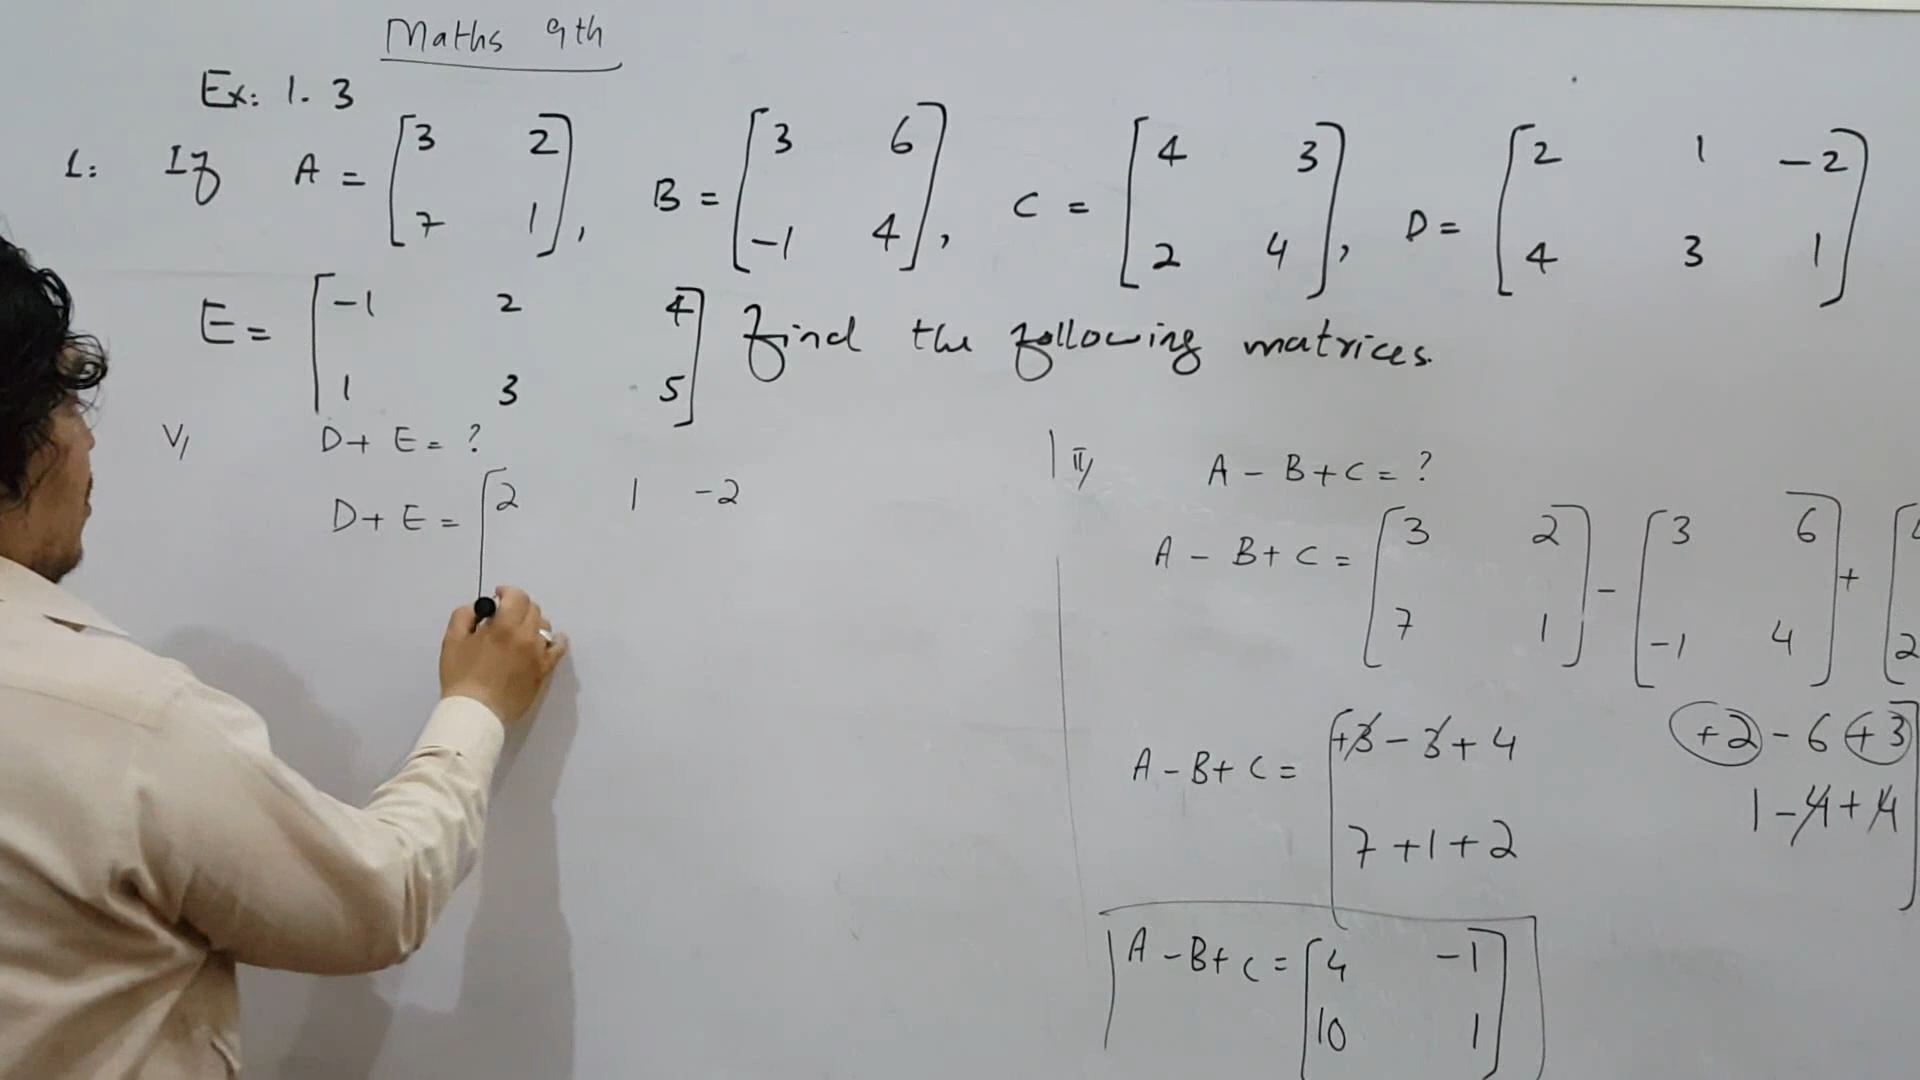 Maths 9th
Ex: 1.3
1: If A = [3 2
7 1], B = [3 6
-1 4], C = [4 3
2 4], D = [2 1 -2
4 3 1]
E = [-1 2 4
1 3 5] find the following matrices.
V, D + E = ?
D + E = [2 1 -2
A - B + C = ?
A - B + C = [3 2
7 1] - [3 6
-1 4] + [
2
A - B + C = [+3 - 3 + 4 +2 - 6 + 3
7 + 1 + 2 1 - 4 + 4]
A - B + C = [4 -1
10 1]